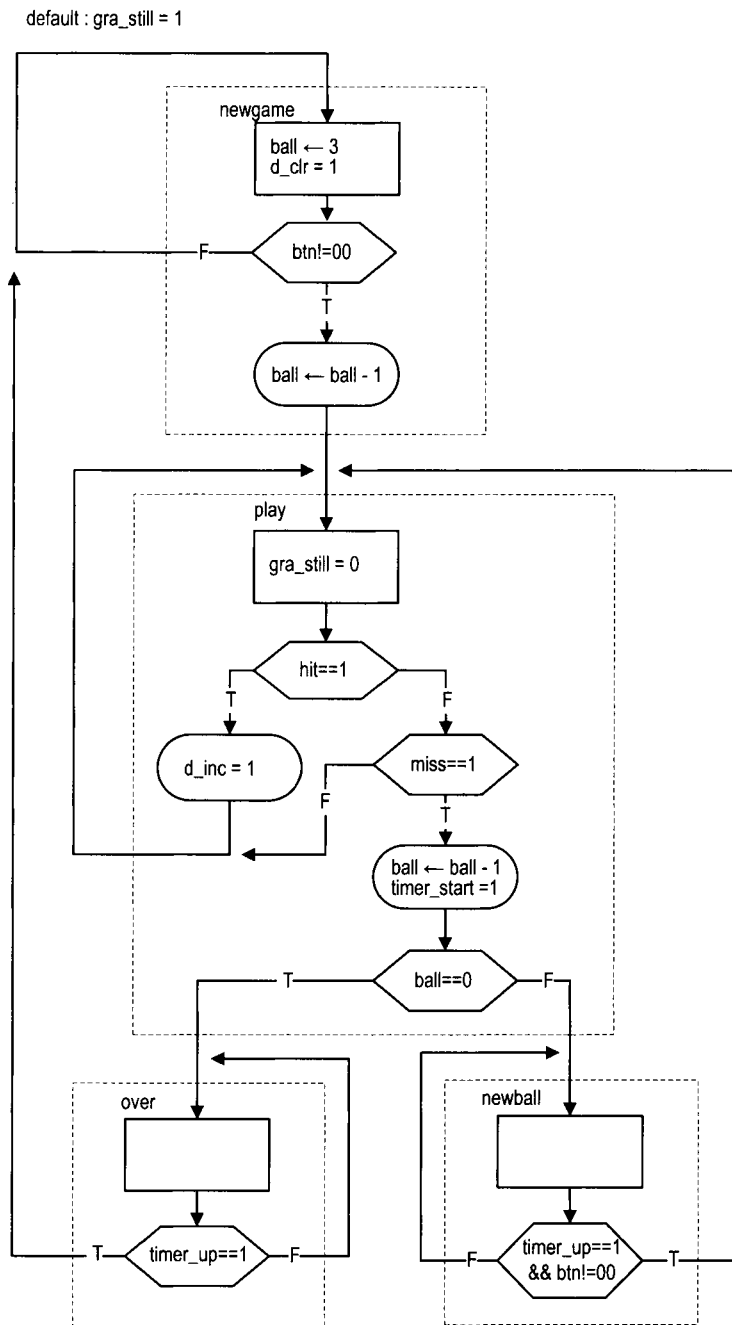 default : gra_still = 1
newgame
ball ← 3
d_clr = 1
btn!=00
F
T
ball ← ball - 1
play
gra_still = 0
hit==1
T
F
d_inc = 1
miss==1
F
T
ball ← ball - 1
timer_start =1
ball==0
T
F
over
newball
timer_up==1
T
F
timer_up==1
&& btn!=00
F
T